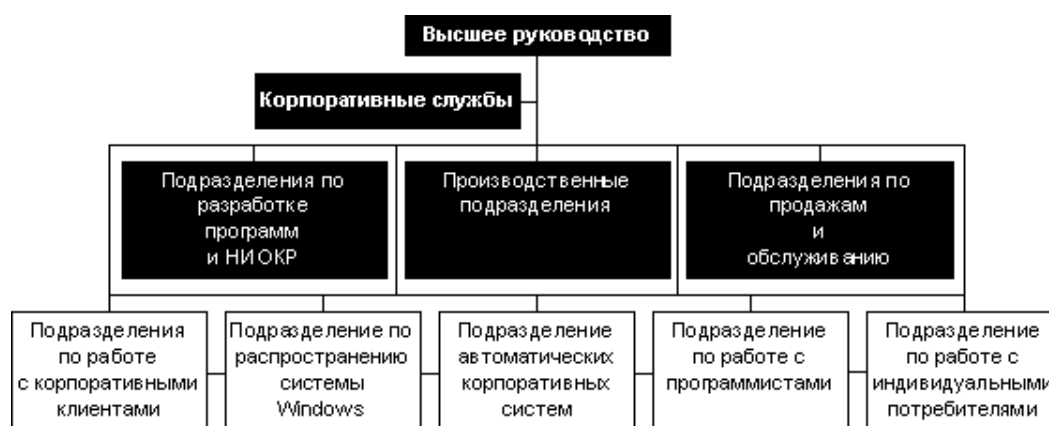 Высшее руководство
Корпоративные службы
Подразделения по
разработке
программ
и НИОКР
Производственные
подразделения
Подразделения по
продажам
и
обслуживанию
Подразделения
по работе
с корпоративными
клиентами
Подразделение по
распространению
системы
Windows
Подразделение
автоматических
корпоративных
систем
Подразделение
по работе с
программистами
Подразделение
по работе с
индивидуальными
потребителями